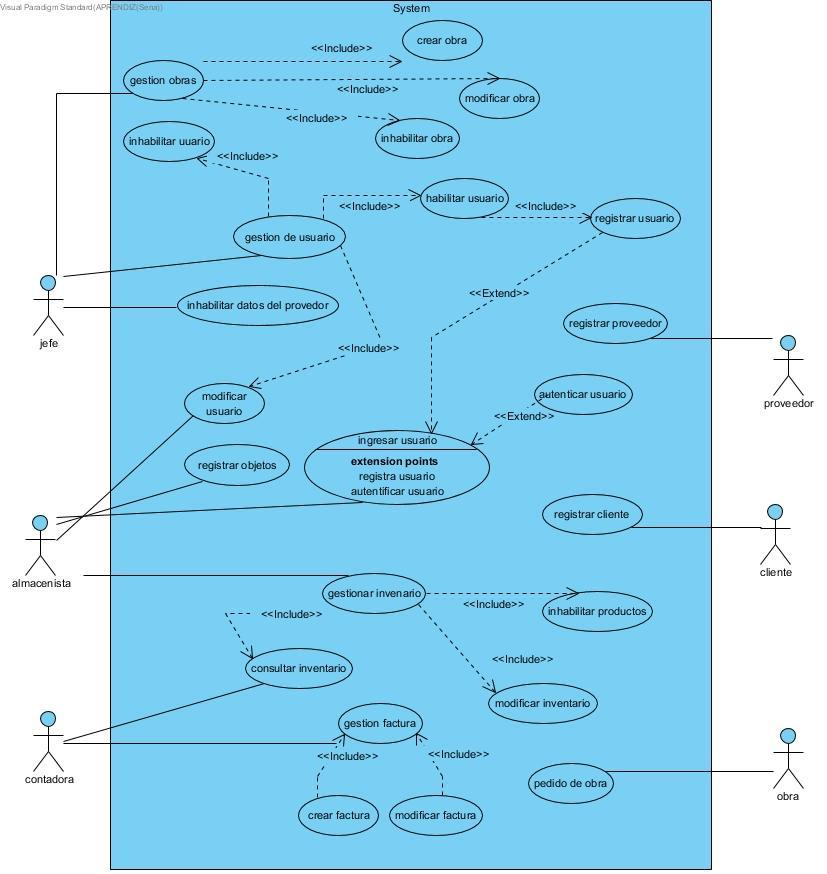 Visual Paradigm Standard(APRENDIZ(Sena))
System
crear obra
<<Include>>
gestion obras
<<Include>>
modificar obra
<<Include>>
inhabilitar obra
inhabilitar uuario
<<Include>>
habilitar usuario
<<Include>>
<<Include>>
registrar usuario
gestion de usuario
<<Extend>>
inhabilitar datos del provedor
registrar proveedor
jefe
<<Include>>
proveedor
modificar
usuario
autenticar usuario
<<Extend>>
ingresar usuario
extension points
registra usuario
autentificar usuario
registrar objetos
registrar cliente
cliente
almacenista
gestionar invenario
<<Include>>
inhabilitar productos
<<Include>>
<<Include>>
consultar inventario
modificar inventario
gestion factura
contadora
<<Include>>
<<Include>>
pedido de obra
obra
crear factura
modificar factura